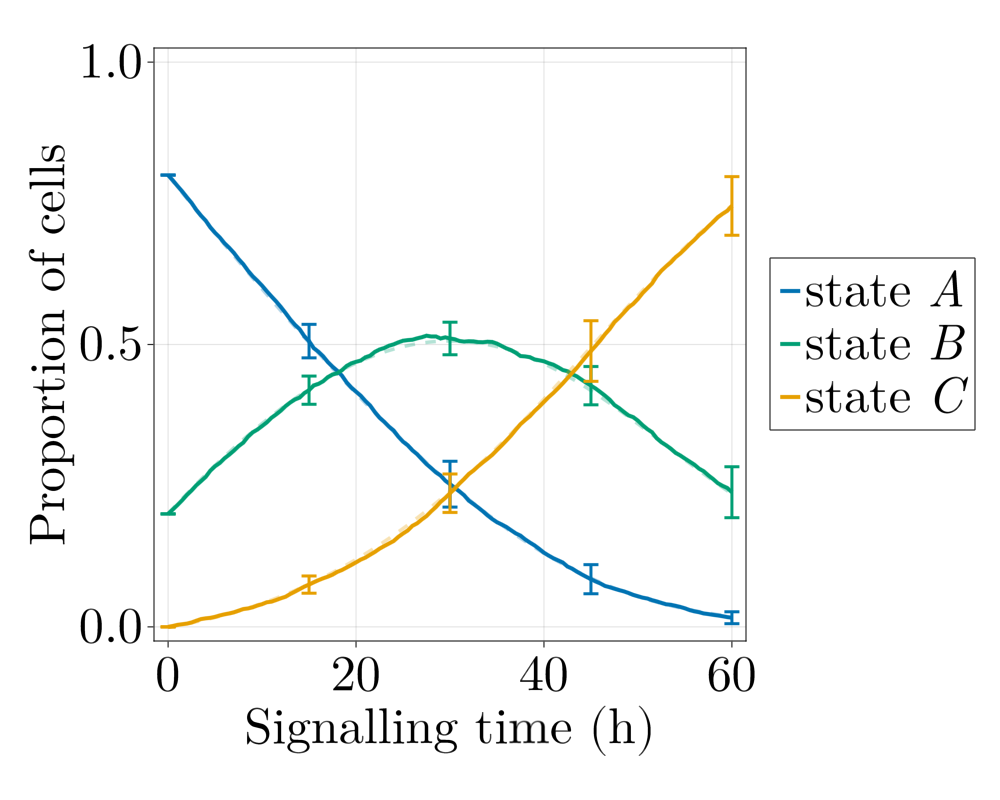 1.0
0.5
0.0
Proportion of cells
0 20 40 60
Signalling time (h)
state A
state B
state C